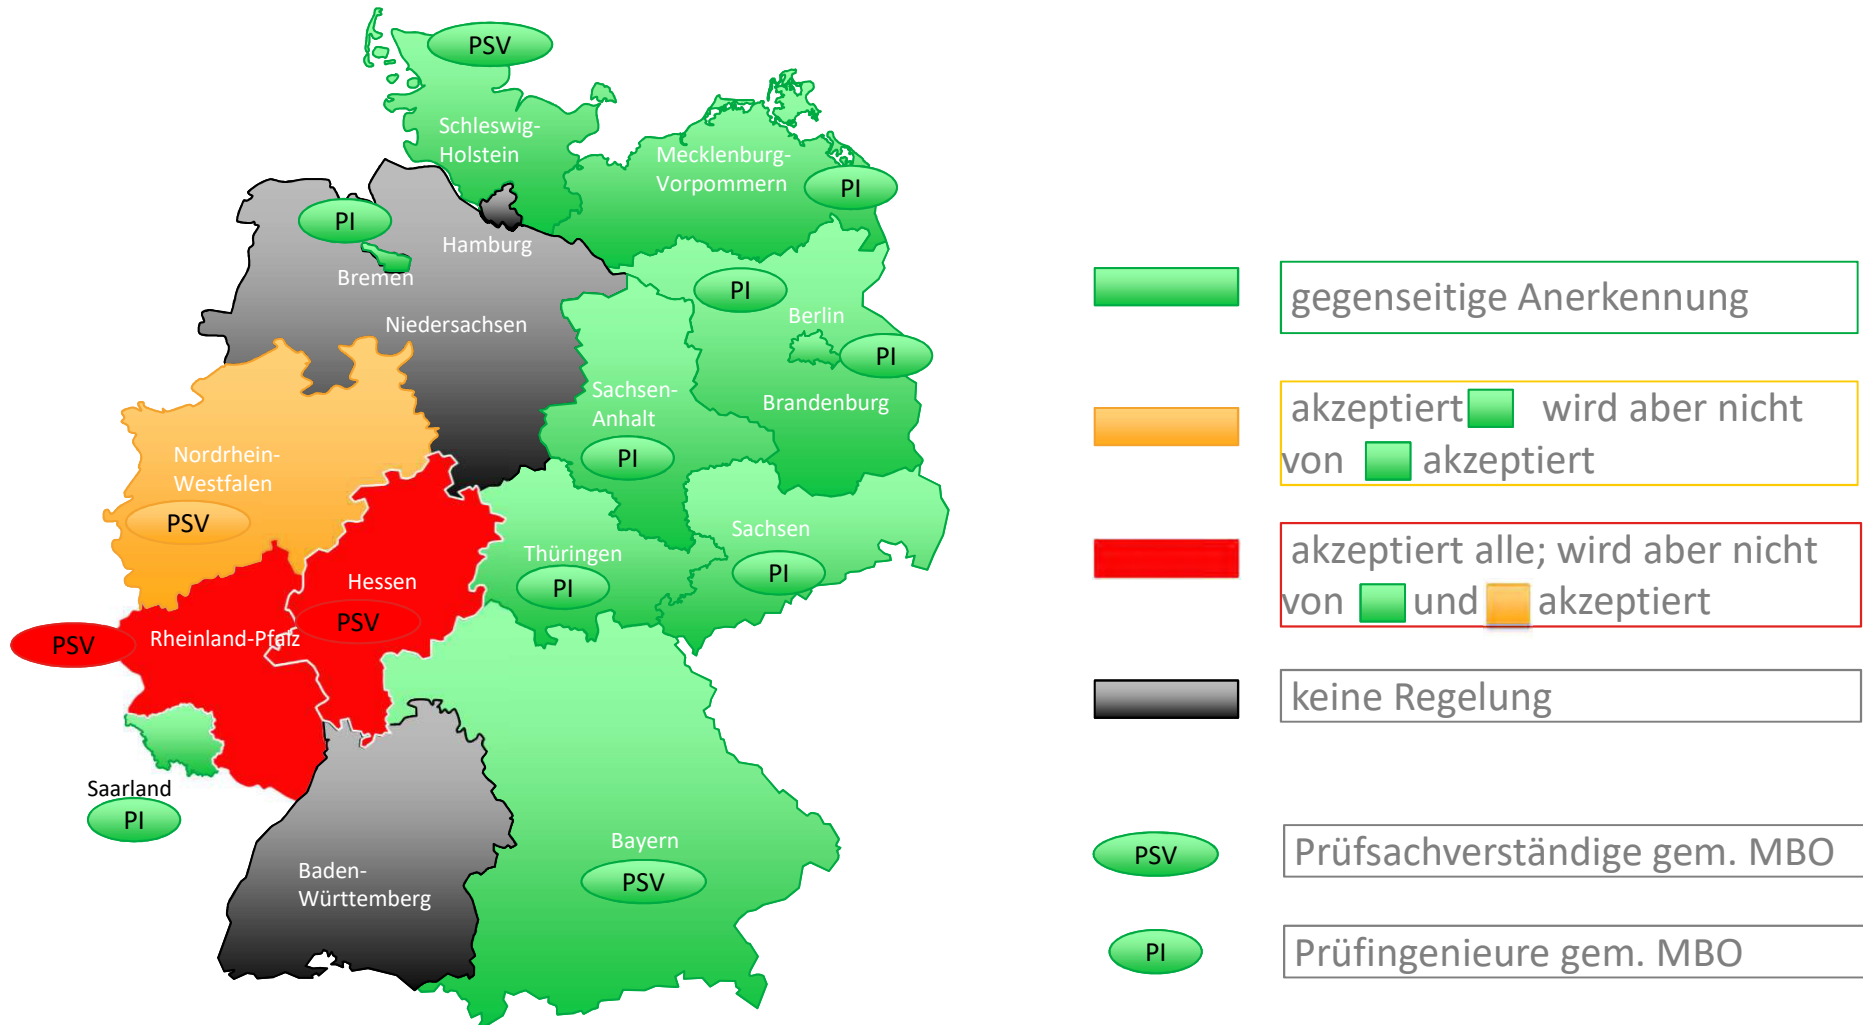 PSV
Schleswig-
Holstein
Mecklenburg-
Vorpommern
PI
PI
Hamburg
Bremen
Niedersachsen
PI
Berlin
PI
Brandenburg
Sachsen-
Anhalt
PI
Nordrhein-
Westfalen
PSV
Sachsen
PI
Thüringen
PI
Hessen
PSV
Rheinland-Pfalz
PSV
Saarland
PI
Bayern
PSV
Baden-
Württemberg
gegenseitige Anerkennung
akzeptiert wird aber nicht
von akzeptiert
akzeptiert alle; wird aber nicht
von und akzeptiert
keine Regelung
PSV Prüfsachverständige gem. MBO
PI Prüfingenieure gem. MBO